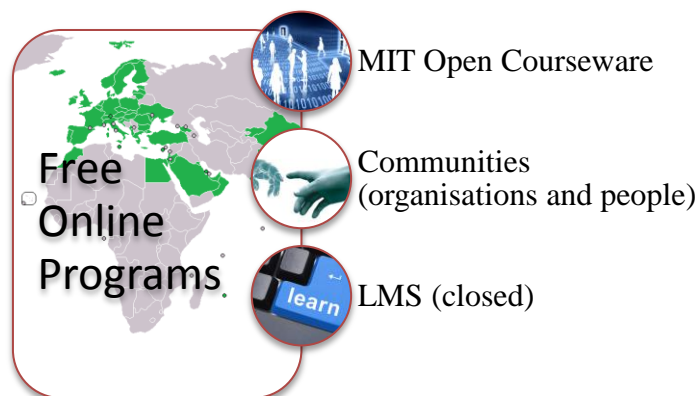 Free
Online
Programs
MIT Open Courseware
Communities
(organisations and people)
learn
LMS (closed)